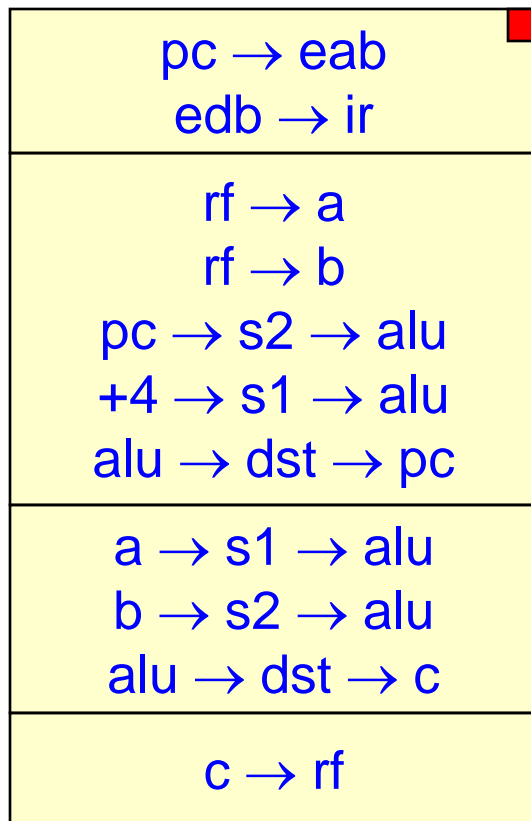 pc → eab
edb → ir
rf → a
rf → b
pc → s2 → alu
+4 → s1 → alu
alu → dst → pc
a → s1 → alu
b → s2 → alu
alu → dst → c
c → rf